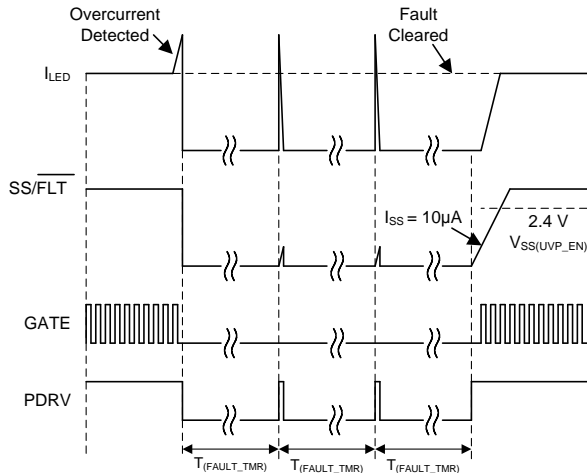 Overcurrent
Detected
Fault
Cleared
I_LED
SS/FLT
I_SS = 10µA
2.4 V
V_SS(UVP_EN)
GATE
PDRV
T_(FAULT_TMR)
T_(FAULT_TMR)
T_(FAULT_TMR)